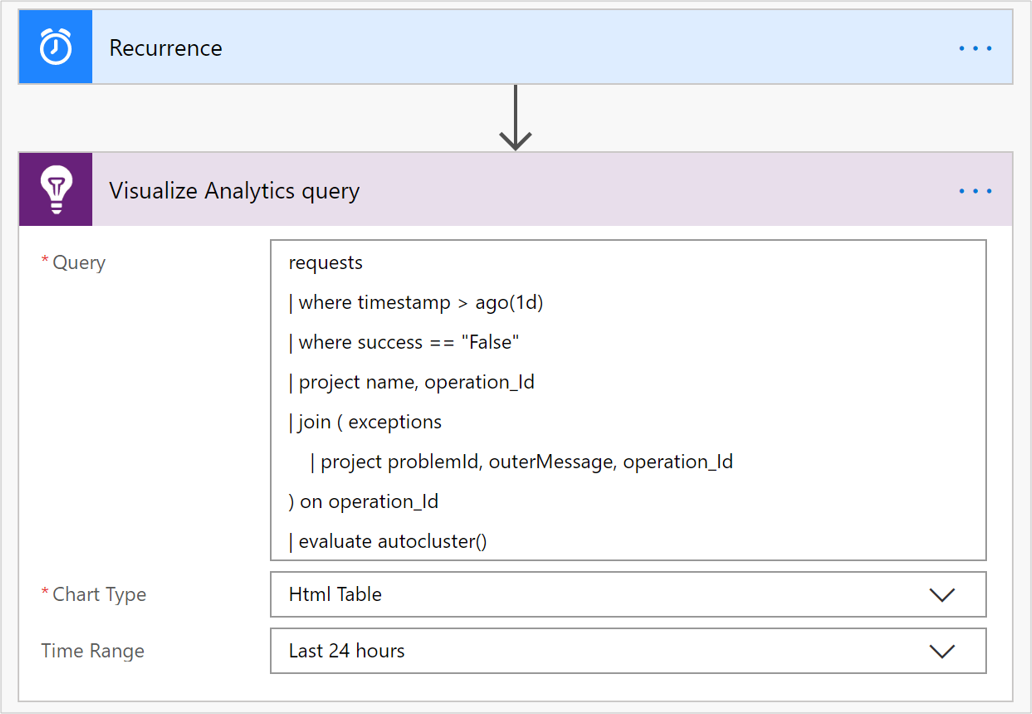 Recurrence
Visualize Analytics query
* Query
requests
| where timestamp > ago(1d)
| where success == "False"
| project name, operation_Id
| join ( exceptions
| project problemId, outerMessage, operation_Id
) on operation_Id
| evaluate autocluster()
* Chart Type
Html Table
Time Range
Last 24 hours